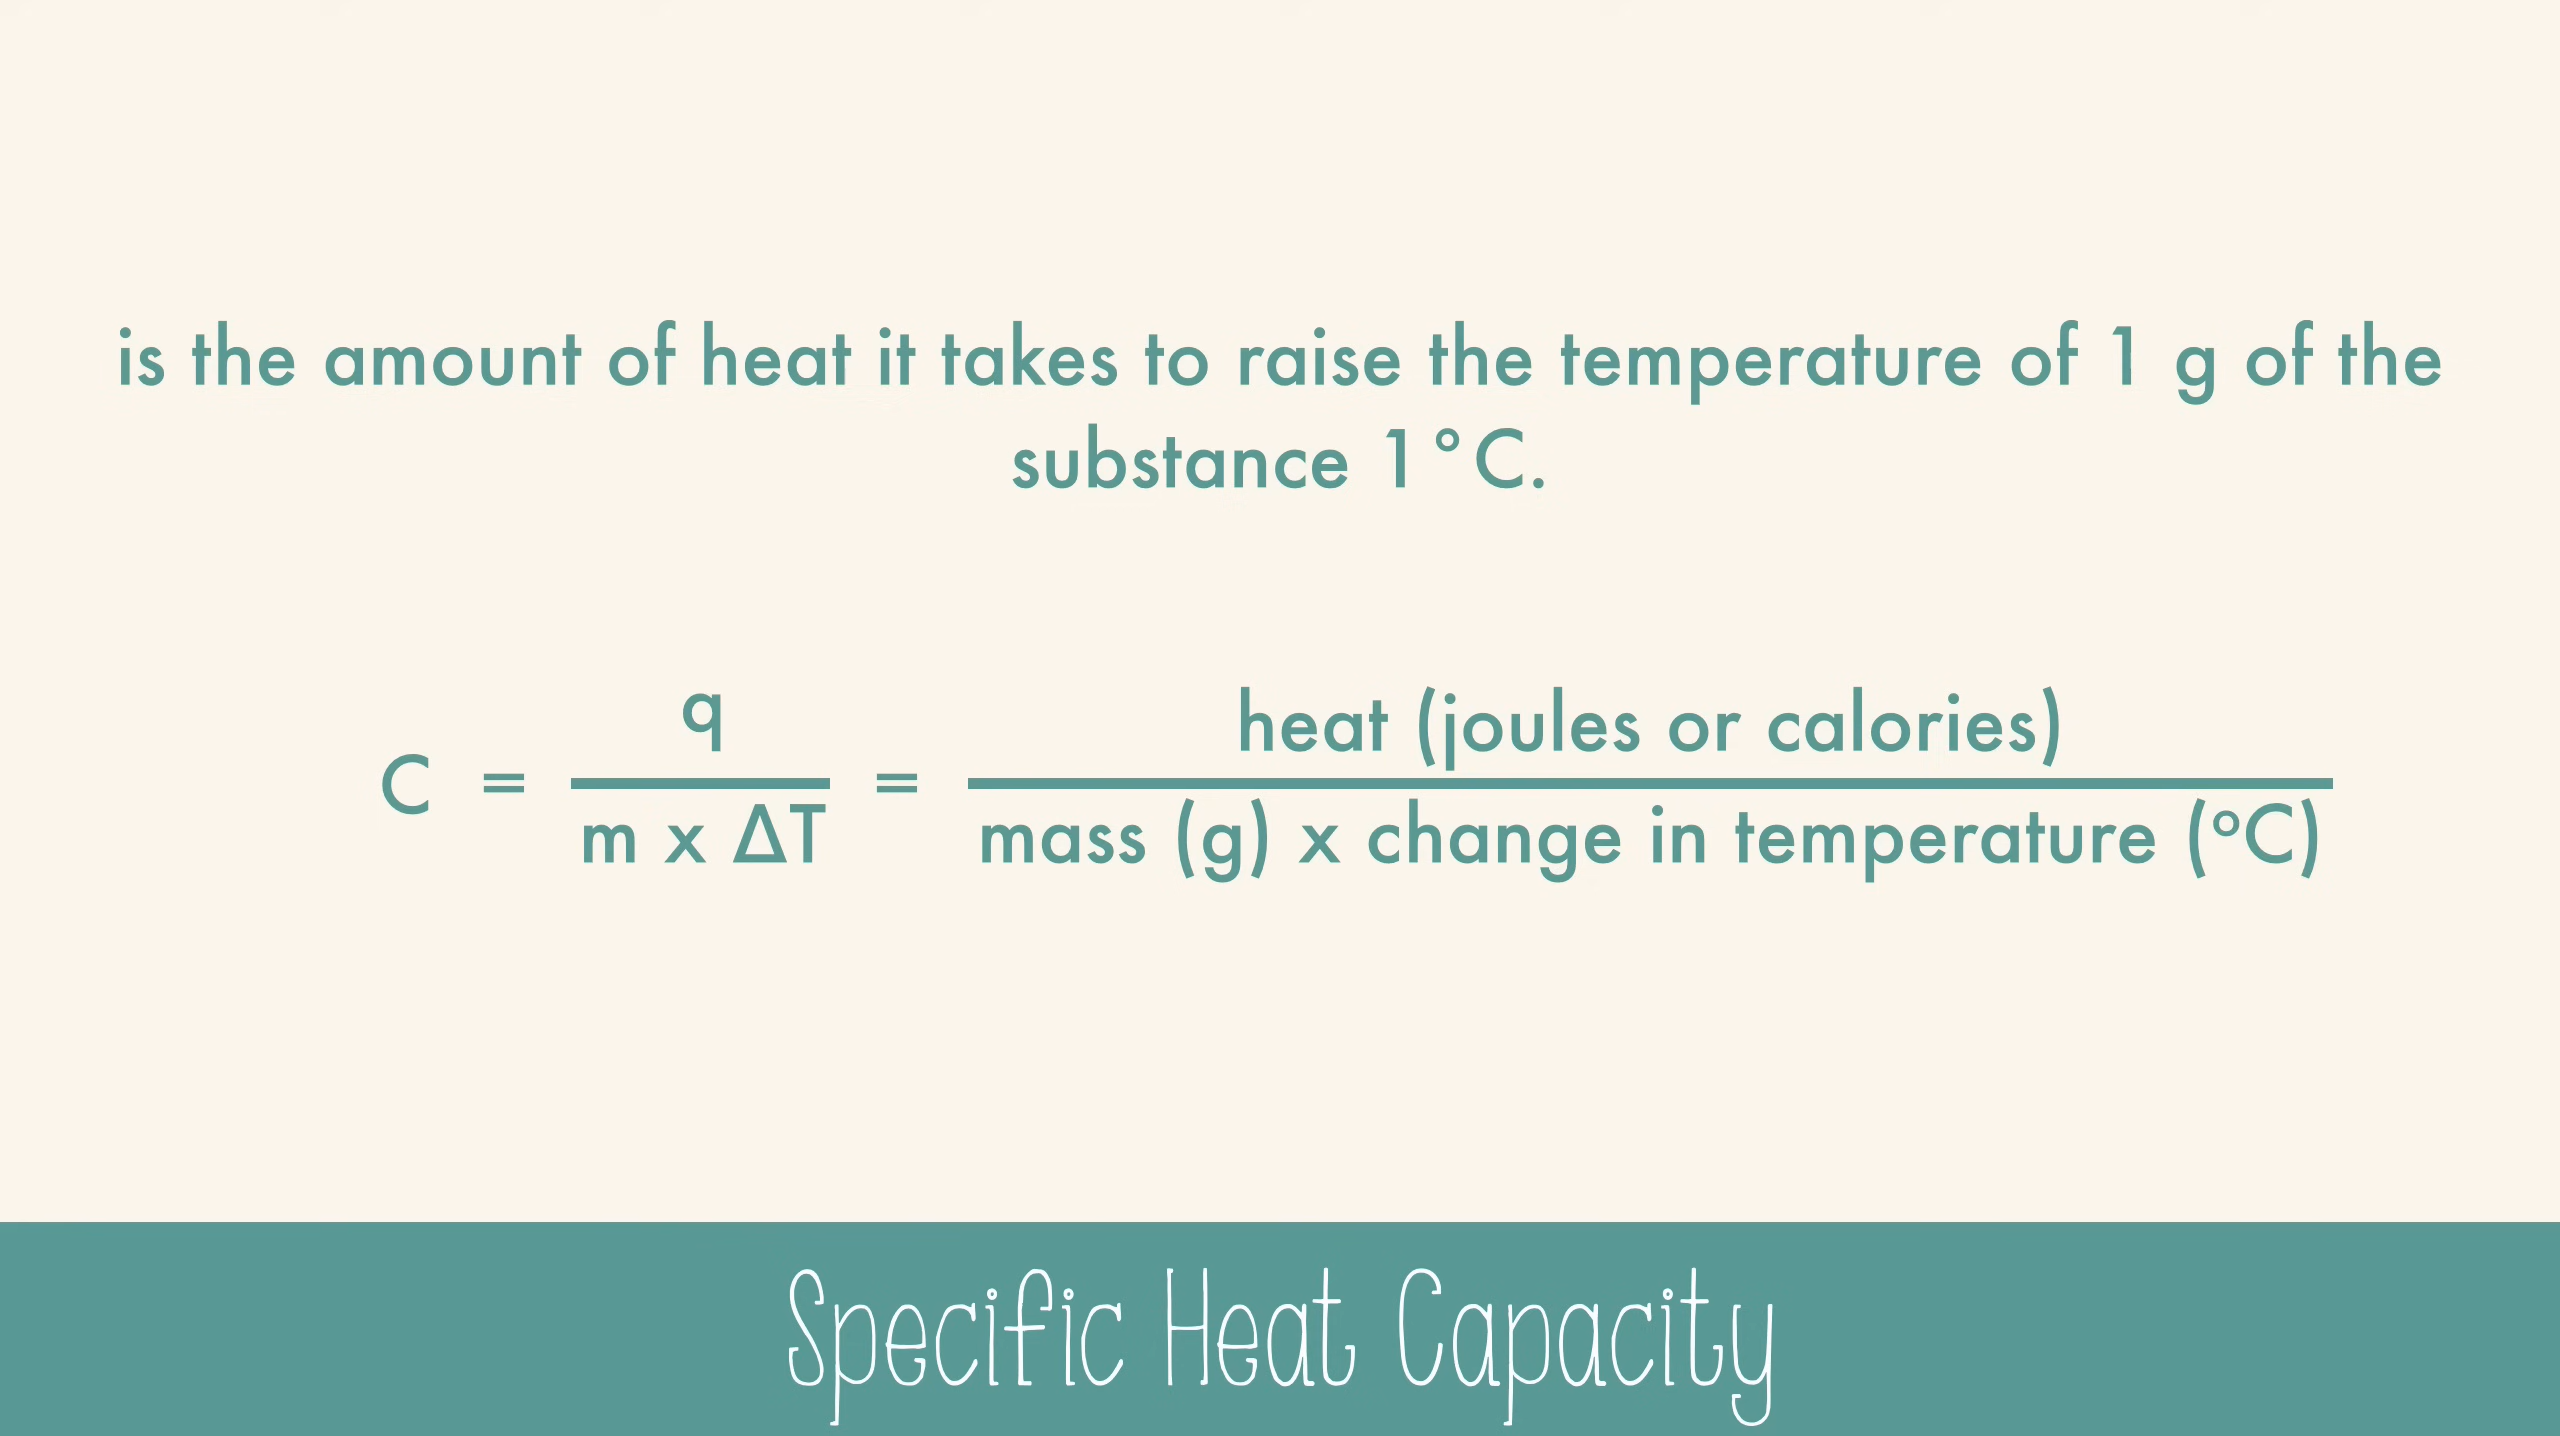 is the amount of heat it takes to raise the temperature of 1 g of the
substance 1°C.
C = q / m x ΔT = heat (joules or calories) / mass (g) x change in temperature (°C)
Specific Heat Capacity